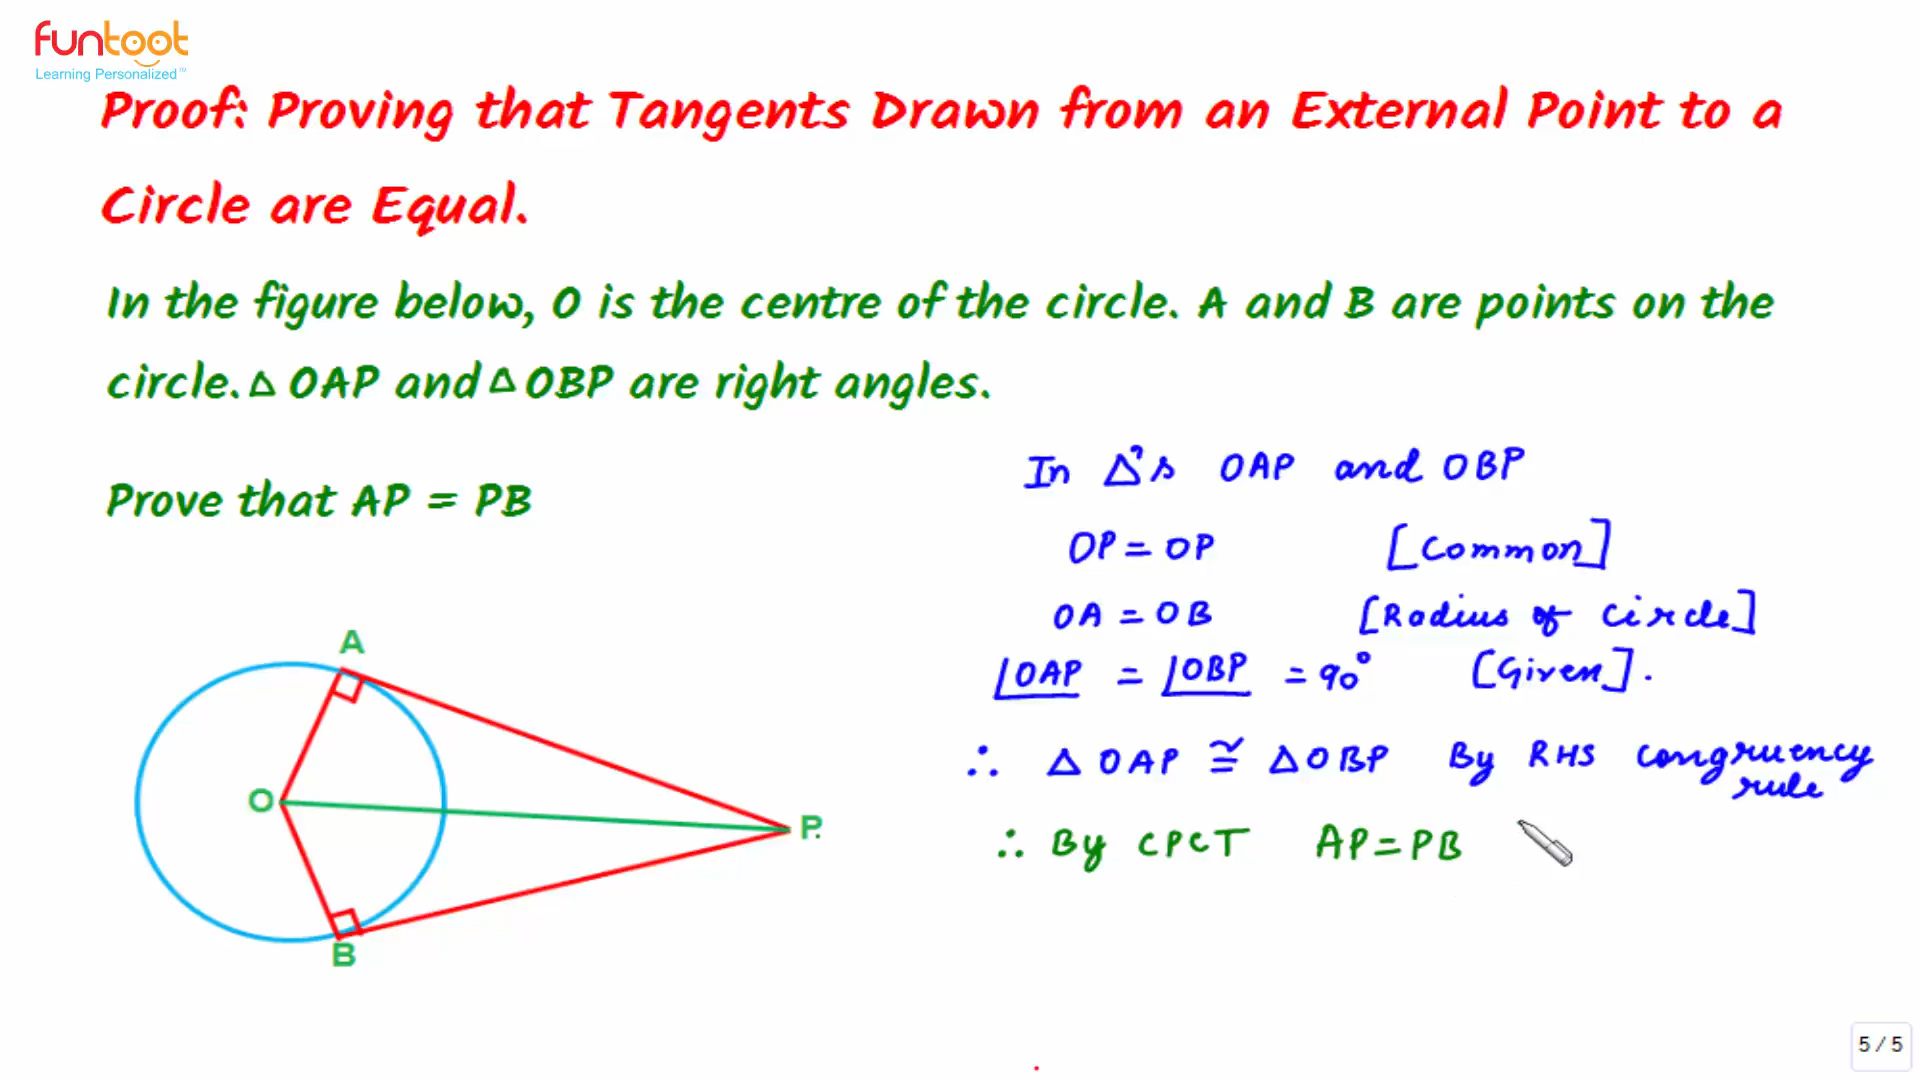 funtoot
Learning Personalized™
Proof: Proving that Tangents Drawn from an External Point to a
Circle are Equal.
In the figure below, O is the centre of the circle. A and B are points on the
circle. △ OAP and △ OBP are right angles.
Prove that AP = PB
In △'s OAP and OBP
OP = OP [Common]
OA = OB [Radius of circle]
∠OAP = ∠OBP = 90° [Given].
∴ △ OAP ≅ △ OBP By RHS congruency
rule
∴ By CPCT AP = PB
A
O
P.
B
5 / 5